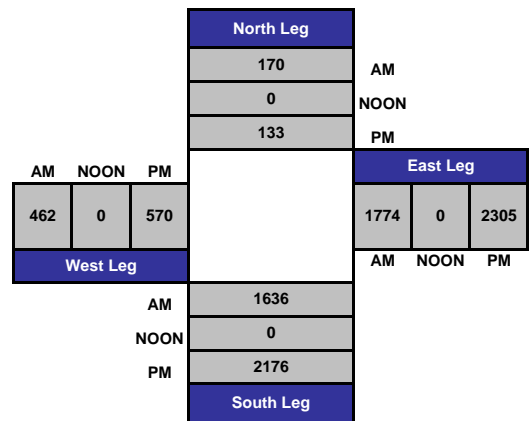 North Leg
170 AM
0 NOON
133 PM
AM NOON PM
East Leg
462 0 570
1774 0 2305
West Leg
AM NOON PM
AM 1636
NOON 0
PM 2176
South Leg